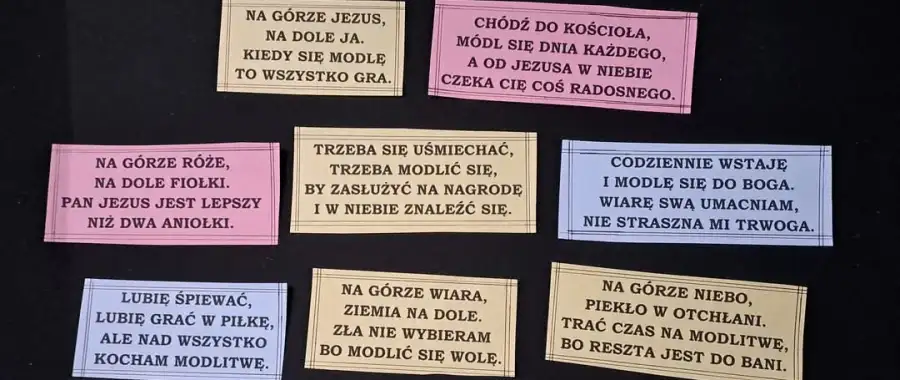 NA GÓRZE JEZUS,
NA DOLE JA.
KIEDY SIĘ MODLĘ
TO WSZYSTKO GRA.
CHÓDŹ DO KOŚCIOŁA,
MÓDL SIĘ DNIA KAŻDEGO,
A OD JEZUSA W NIEBIE
CZEKA CIĘ COŚ RADOSNEGO.
NA GÓRZE RÓŻE,
NA DOLE FIOŁKI.
PAN JEZUS JEST LEPSZY
NIŻ DWA ANIOŁKI.
TRZEBA SIĘ UŚMIECHAĆ,
TRZEBA MODLIĆ SIĘ,
BY ZASŁUŻYĆ NA NAGRODĘ
I W NIEBIE ZNALEŹĆ SIĘ.
CODZIENNIE WSTAJĘ
I MODLĘ SIĘ DO BOGA.
WIARĘ SWĄ UMACNIAM,
NIE STRASZNA MI TRWOGA.
LUBIĘ ŚPIEWAĆ,
LUBIĘ GRAĆ W PIŁKĘ,
ALE NAD WSZYSTKO
KOCHAM MODLITWĘ.
NA GÓRZE WIARA,
ZIEMIA NA DOLE.
ZŁA NIE WYBIERAM
BO MODLIĆ SIĘ WOLĘ.
NA GÓRZE NIEBO,
PIEKŁO W OTCHŁANI.
TRAĆ CZAS NA MODLITWĘ,
BO RESZTA JEST DO BANI.